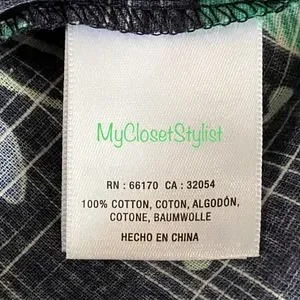 MyClosetStylist
RN : 66170 CA : 32054
100% COTTON, COTON, ALGODÓN,
COTONE, BAUMWOLLE
HECHO EN CHINA